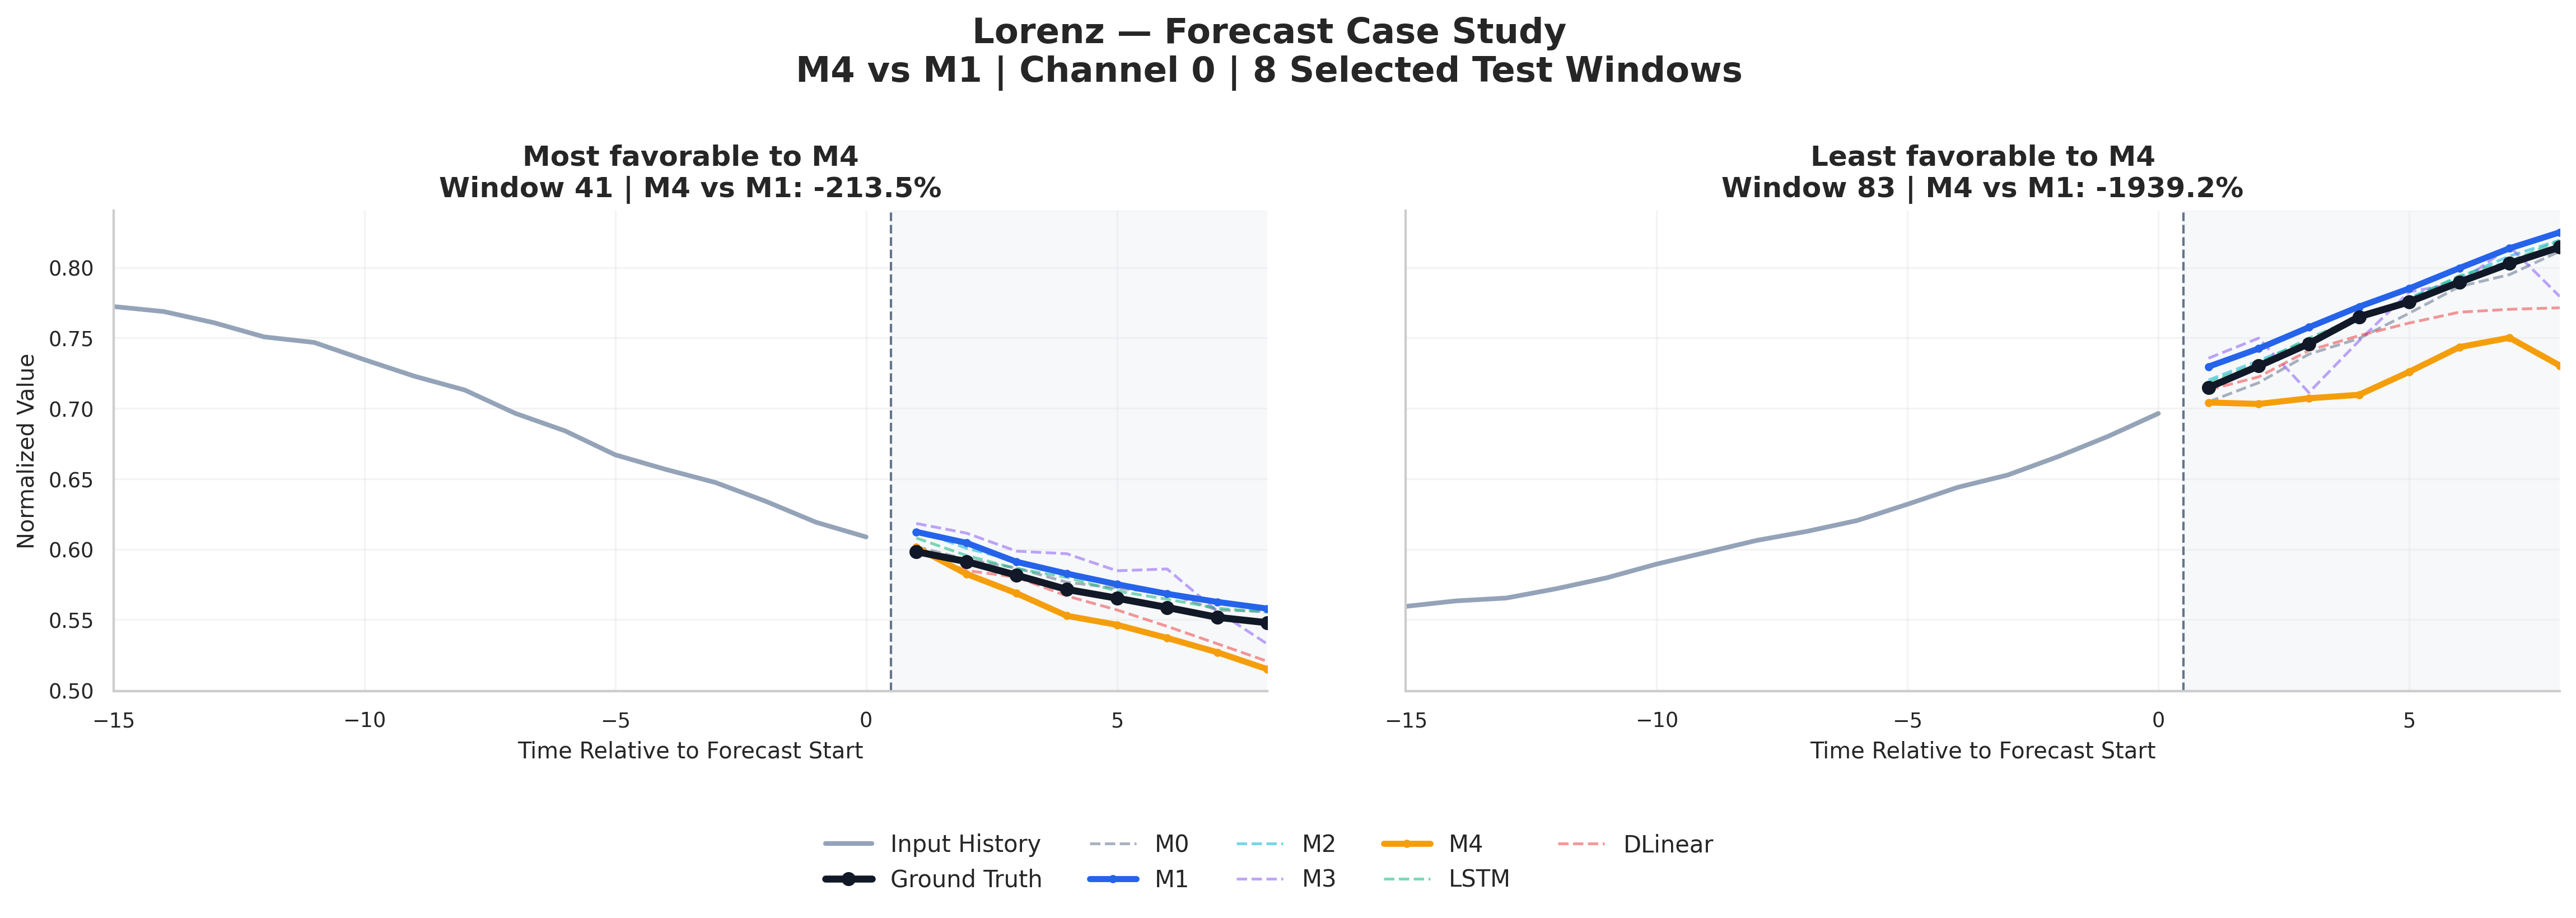 Lorenz — Forecast Case Study
M4 vs M1 | Channel 0 | 8 Selected Test Windows
Most favorable to M4
Window 41 | M4 vs M1: -213.5%
Least favorable to M4
Window 83 | M4 vs M1: -1939.2%
Normalized Value
0.80
0.75
0.70
0.65
0.60
0.55
0.50
−15 −10 −5 0 5
Time Relative to Forecast Start
−15 −10 −5 0 5
Time Relative to Forecast Start
Input History M0 M2 M4 DLinear
Ground Truth M1 M3 LSTM